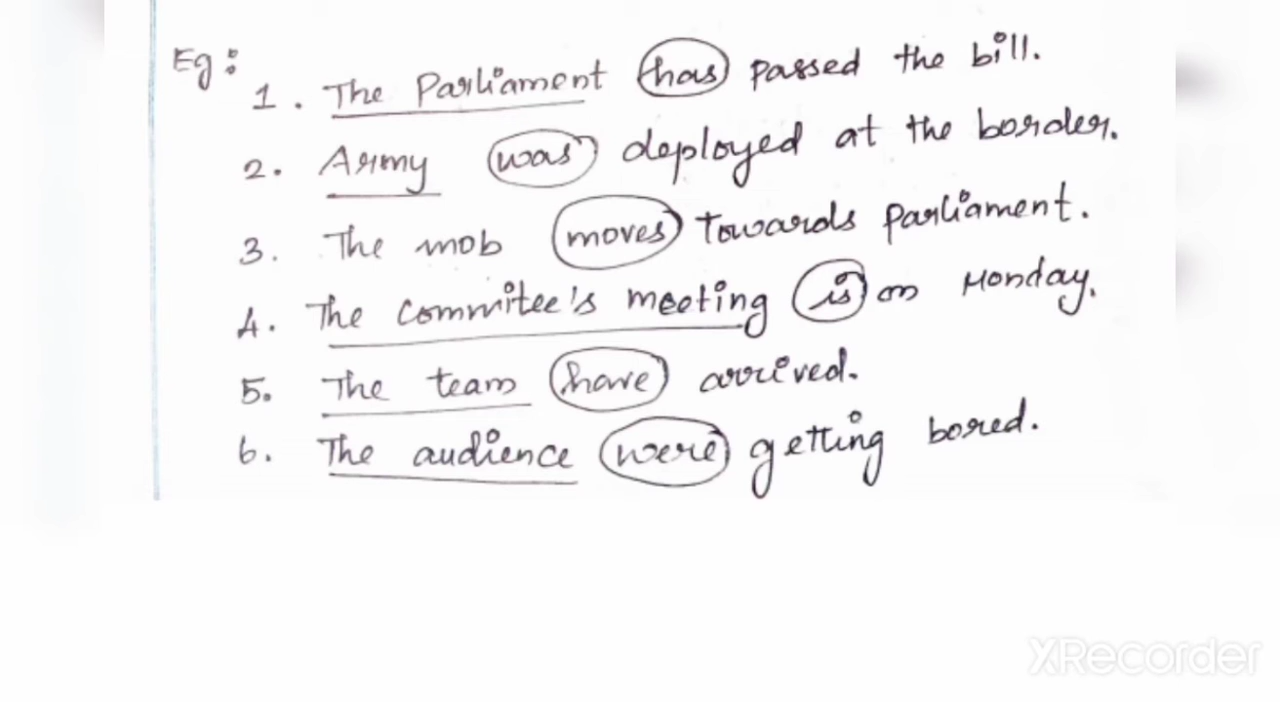 Eg :
1. The Parliament has passed the bill.
2. Army was deployed at the border.
3. The mob moves Towards parliament.
4. The Commitee's meeting is on Monday.
5. The team have arrived.
6. The audience were getting bored.
XRecorder